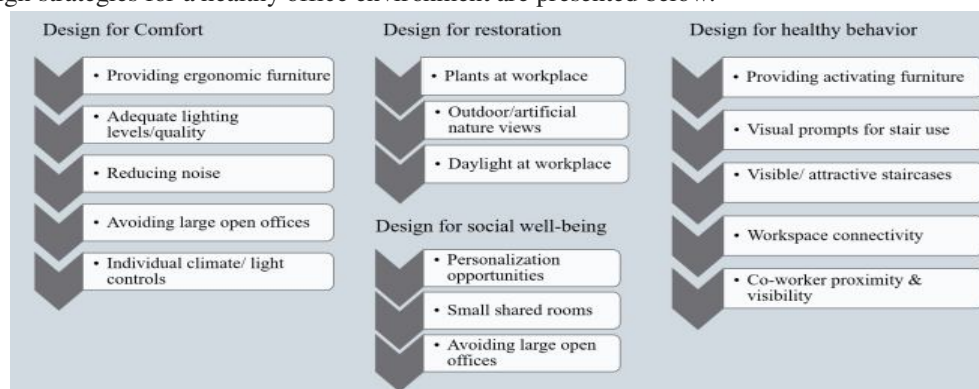 Design for Comfort
• Providing ergonomic furniture
• Adequate lighting
levels/quality
• Reducing noise
• Avoiding large open offices
• Individual climate/ light
controls
Design for restoration
• Plants at workplace
• Outdoor/artificial
nature views
• Daylight at workplace
Design for social well-being
• Personalization
opportunities
• Small shared rooms
• Avoiding large open
offices
Design for healthy behavior
• Providing activating furniture
• Visual prompts for stair use
• Visible/ attractive staircases
• Workspace connectivity
• Co-worker proximity &
visibility